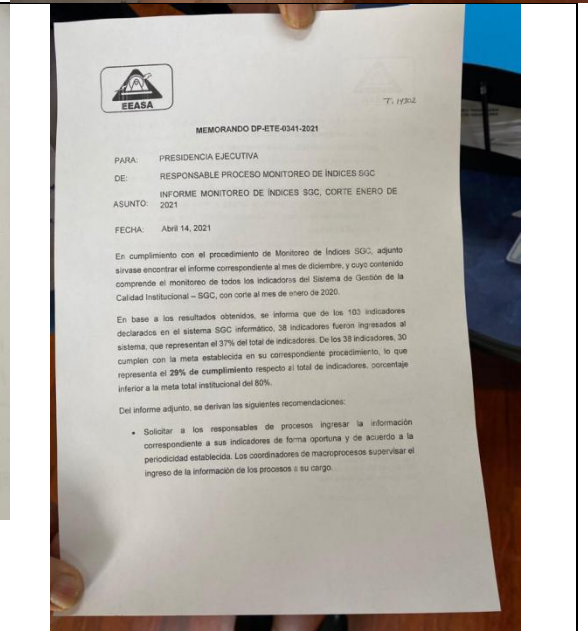 EEASA
T: 14302
MEMORANDO DP-ETE-0341-2021
PARA: PRESIDENCIA EJECUTIVA
DE: RESPONSABLE PROCESO MONITOREO DE ÍNDICES SGC
ASUNTO: INFORME MONITOREO DE ÍNDICES SGC, CORTE ENERO DE
2021
FECHA: Abril 14, 2021
En cumplimiento con el procedimiento de Monitoreo de Índices SGC, adjunto
sírvase encontrar el informe correspondiente al mes de diciembre, y cuyo contenido
comprende el monitoreo de todos los indicadores del Sistema de Gestión de la
Calidad Institucional – SGC, con corte al mes de enero de 2020.
En base a los resultados obtenidos, se informa que de los 103 indicadores
declarados en el sistema SGC informático, 38 indicadores fueron ingresados al
sistema, que representan el 37% del total de indicadores. De los 38 indicadores, 30
cumplen con la meta establecida en su correspondiente procedimiento, lo que
representa el 29% de cumplimiento respecto al total de indicadores, porcentaje
inferior a la meta total institucional del 80%.
Del informe adjunto, se derivan las siguientes recomendaciones:
• Solicitar a los responsables de procesos ingresar la información
correspondiente a sus indicadores de forma oportuna y de acuerdo a la
periodicidad establecida. Los coordinadores de macroprocesos supervisar el
ingreso de la información de los procesos a su cargo.